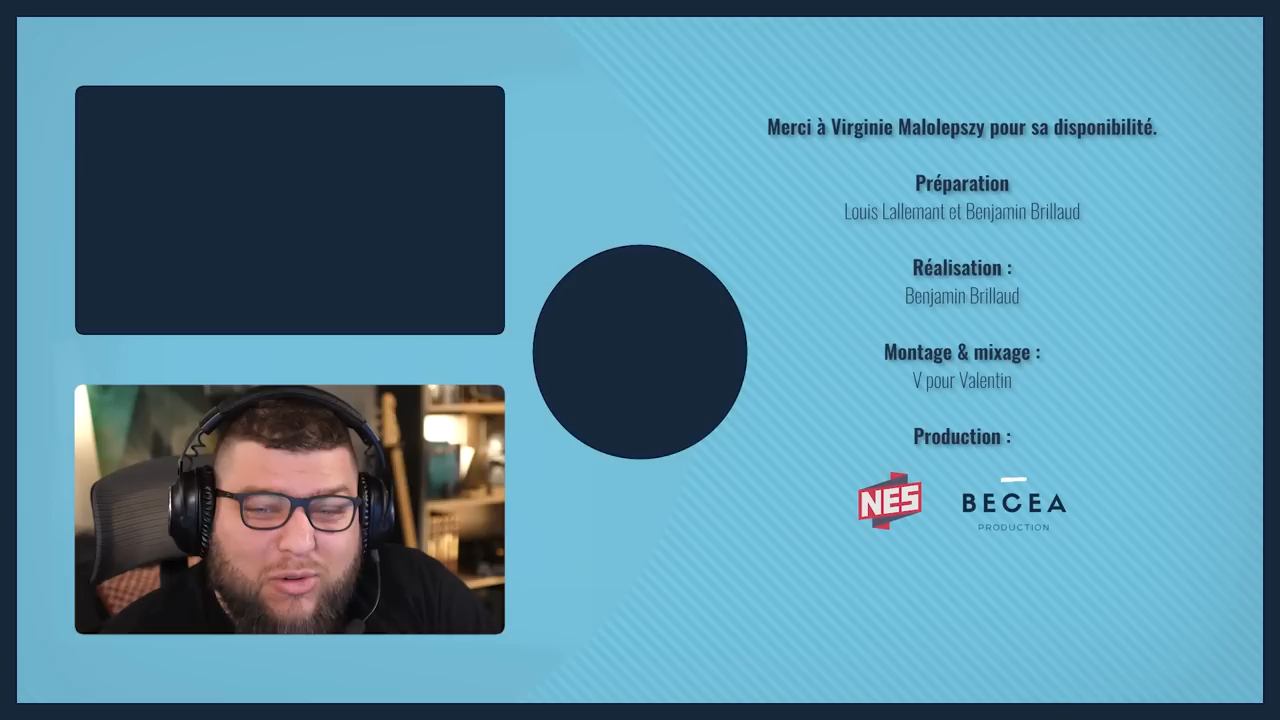 Merci à Virginie Malolepszy pour sa disponibilité.
Préparation
Louis Lallemant et Benjamin Brillaud
Réalisation :
Benjamin Brillaud
Montage & mixage :
V pour Valentin
Production :
NES
BECEA
PRODUCTION